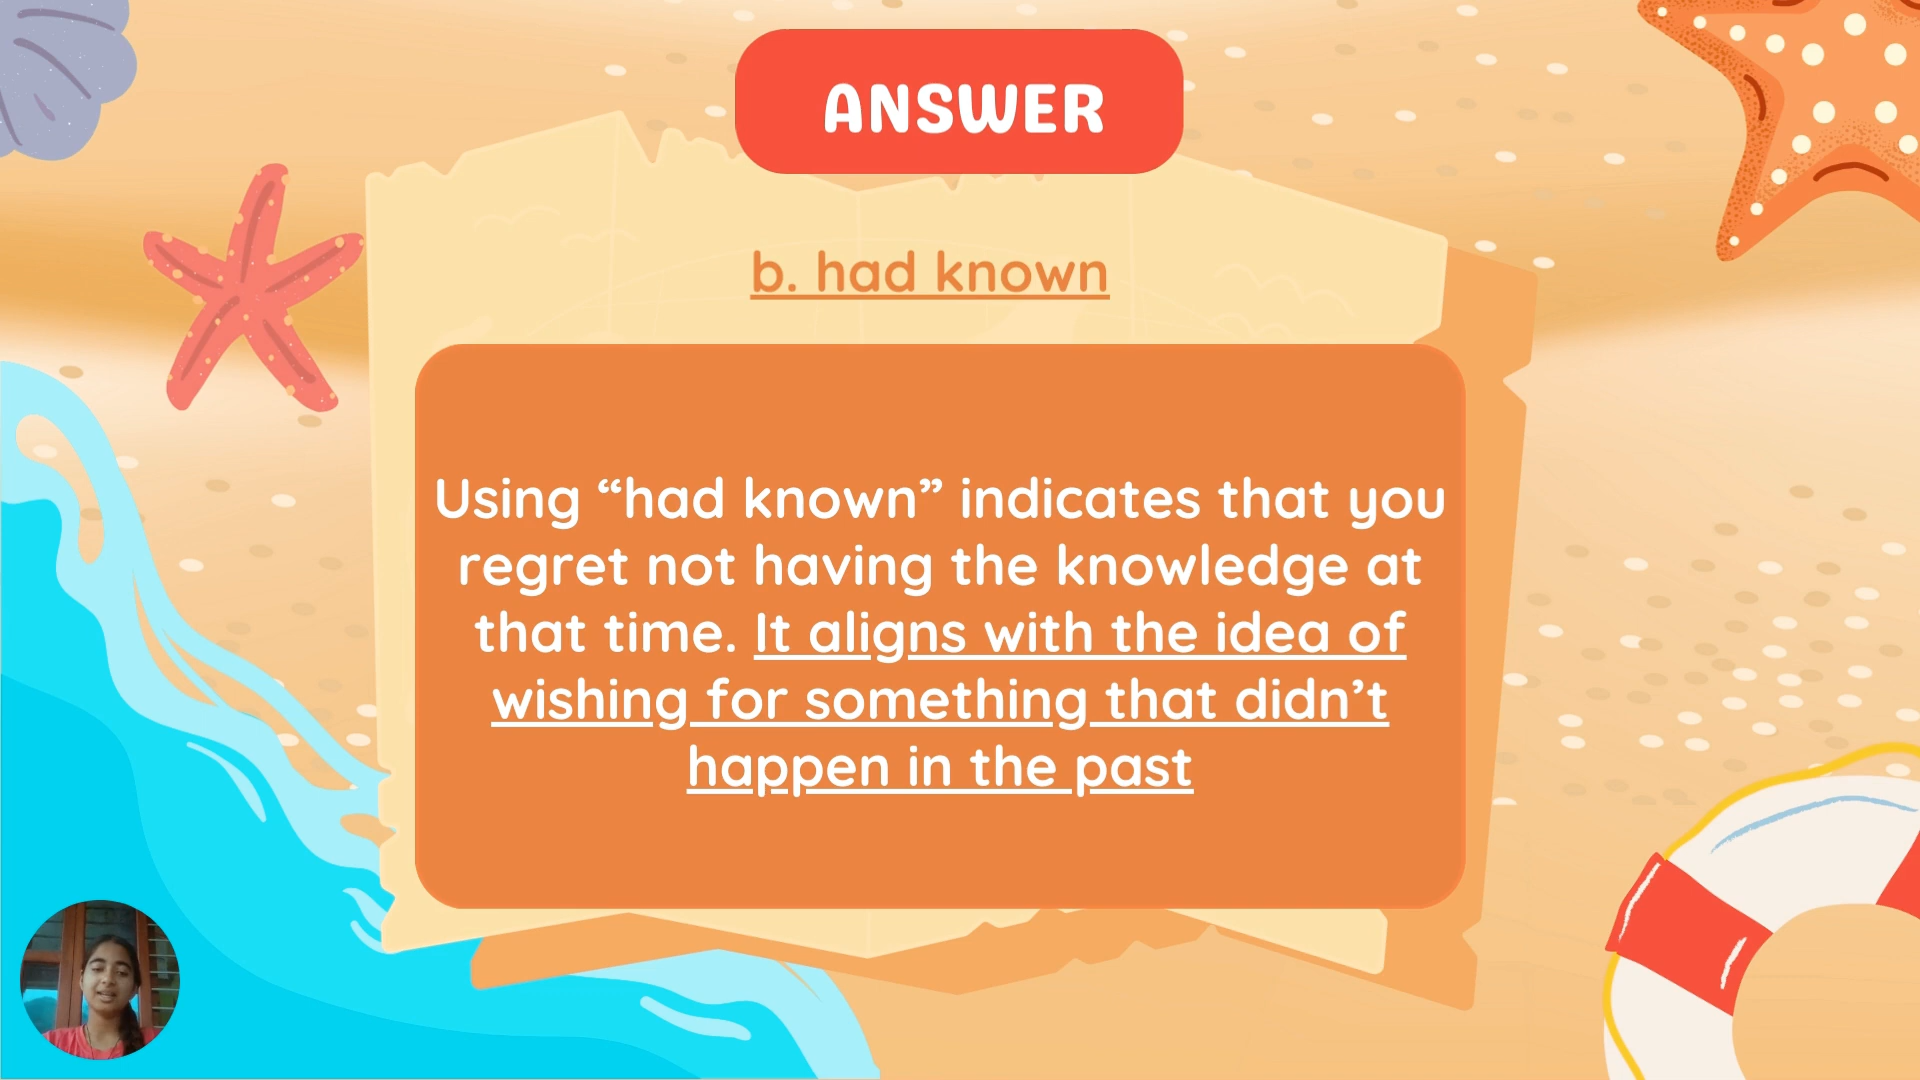 ANSWER
b. had known
Using “had known” indicates that you
regret not having the knowledge at
that time. It aligns with the idea of
wishing for something that didn’t
happen in the past